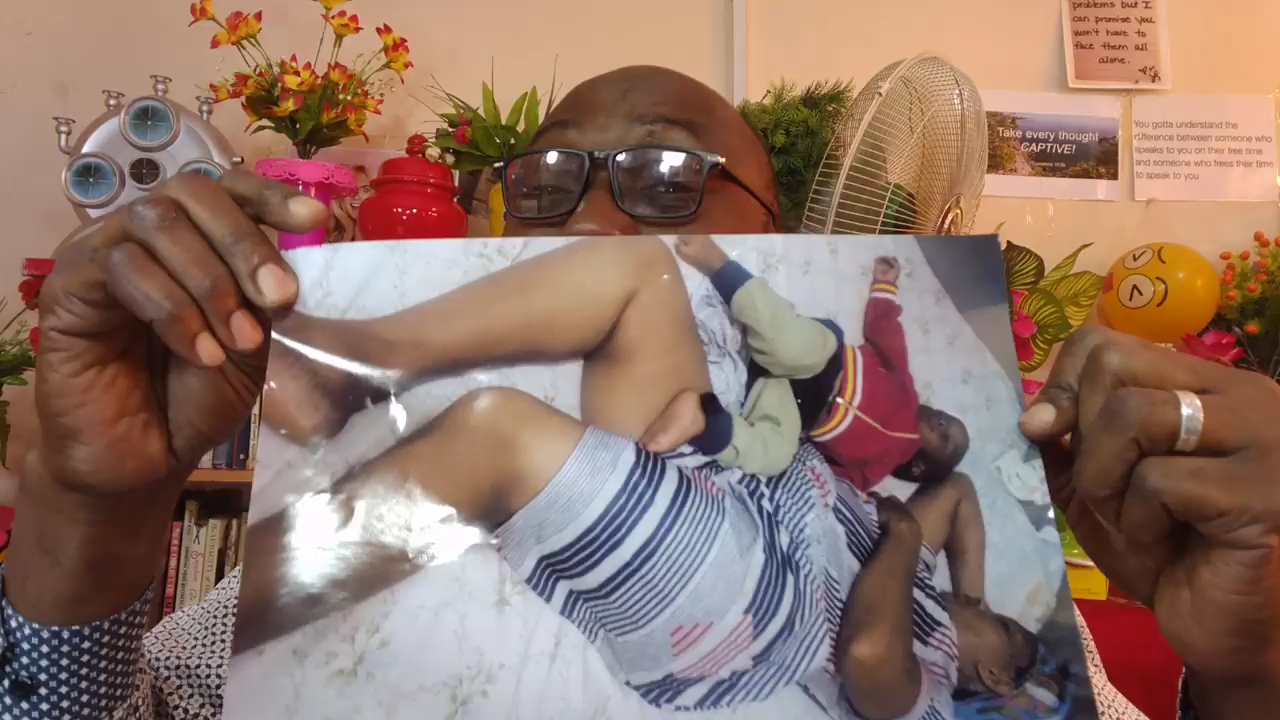 problems but I
can promise you
won't have to
face them all
alone.
Take every thought
CAPTIVE!
You gotta understand the
difference between someone who
speaks to you on their free time
and someone who frees their time
to speak to you